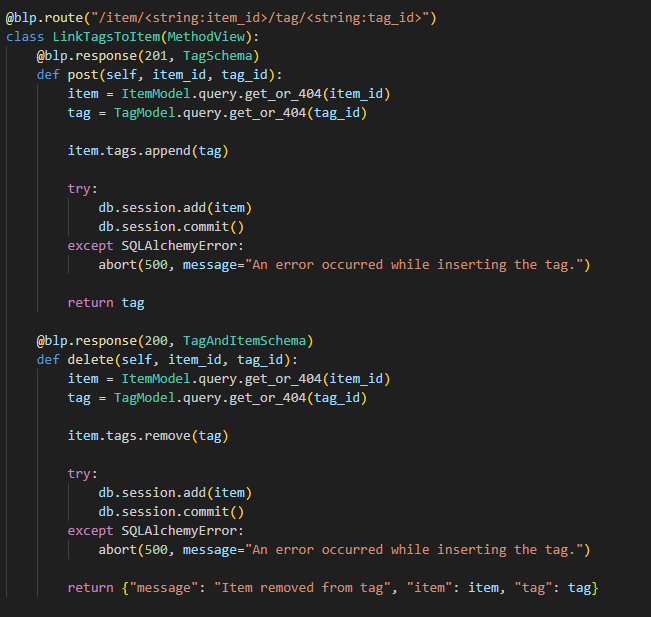 @blp.route("/item/<string:item_id>/tag/<string:tag_id>")
class LinkTagsToItem(MethodView):
    @blp.response(201, TagSchema)
    def post(self, item_id, tag_id):
        item = ItemModel.query.get_or_404(item_id)
        tag = TagModel.query.get_or_404(tag_id)

        item.tags.append(tag)

        try:
            db.session.add(item)
            db.session.commit()
        except SQLAlchemyError:
            abort(500, message="An error occurred while inserting the tag.")

        return tag

    @blp.response(200, TagAndItemSchema)
    def delete(self, item_id, tag_id):
        item = ItemModel.query.get_or_404(item_id)
        tag = TagModel.query.get_or_404(tag_id)

        item.tags.remove(tag)

        try:
            db.session.add(item)
            db.session.commit()
        except SQLAlchemyError:
            abort(500, message="An error occurred while inserting the tag.")

        return {"message": "Item removed from tag", "item": item, "tag": tag}